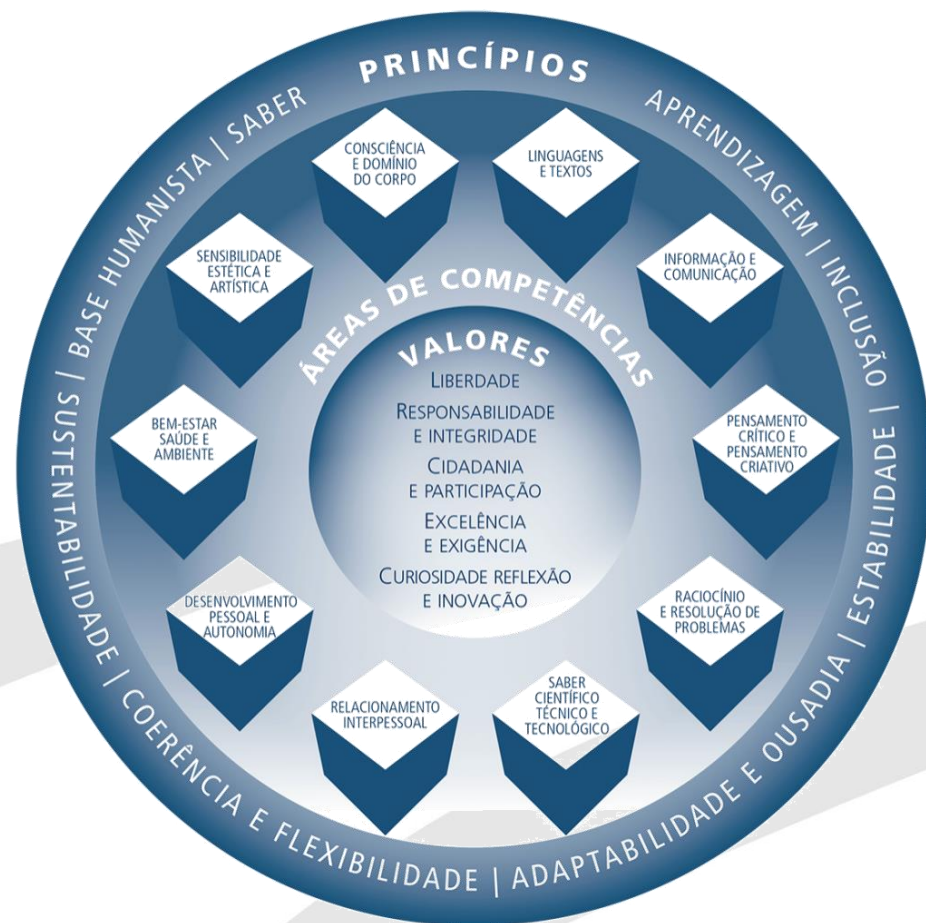 PRINCÍPIOS
APRENDIZAGEM | INCLUSÃO | ESTABILIDADE | ADAPTABILIDADE E OUSADIA | COERÊNCIA E FLEXIBILIDADE | SUSTENTABILIDADE | BASE HUMANISTA | SABER
LINGUAGENS
E TEXTOS
INFORMAÇÃO E
COMUNICAÇÃO
PENSAMENTO
CRÍTICO E
PENSAMENTO
CRIATIVO
RACIOCÍNIO
E RESOLUÇÃO DE
PROBLEMAS
SABER
CIENTÍFICO
TÉCNICO E
TECNOLÓGICO
RELACIONAMENTO
INTERPESSOAL
DESENVOLVIMENTO
PESSOAL E
AUTONOMIA
BEM-ESTAR
SAÚDE E
AMBIENTE
SENSIBILIDADE
ESTÉTICA E
ARTÍSTICA
CONSCIÊNCIA
E DOMÍNIO
DO CORPO
ÁREAS DE COMPETÊNCIAS
VALORES
LIBERDADE
RESPONSABILIDADE
E INTEGRIDADE
CIDADANIA
E PARTICIPAÇÃO
EXCELÊNCIA
E EXIGÊNCIA
CURIOSIDADE REFLEXÃO
E INOVAÇÃO